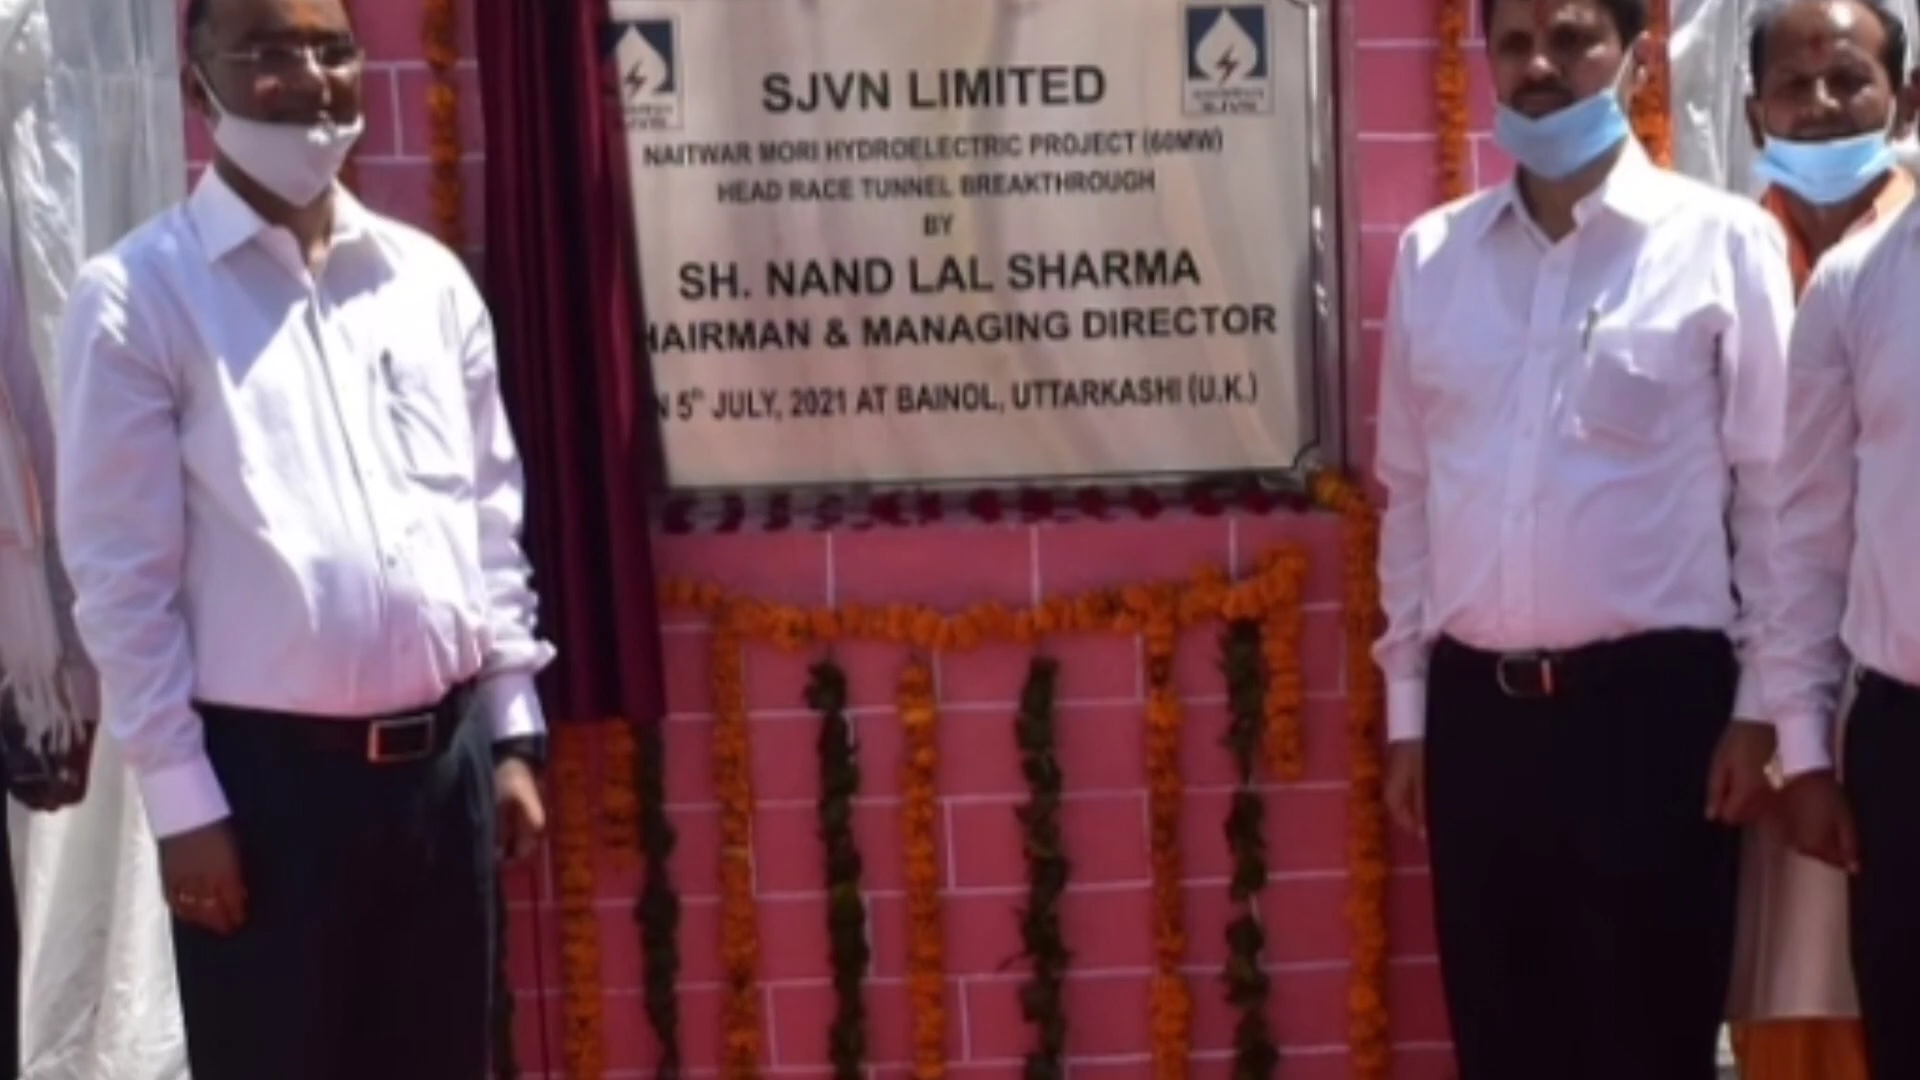 SJVN LIMITED
SJVN
NAITWAR MORI HYDROELECTRIC PROJECT (60MW)
HEAD RACE TUNNEL BREAKTHROUGH
BY
SH. NAND LAL SHARMA
HAIRMAN & MANAGING DIRECTOR
N 5th JULY, 2021 AT BAINOL, UTTARKASHI (U.K.)